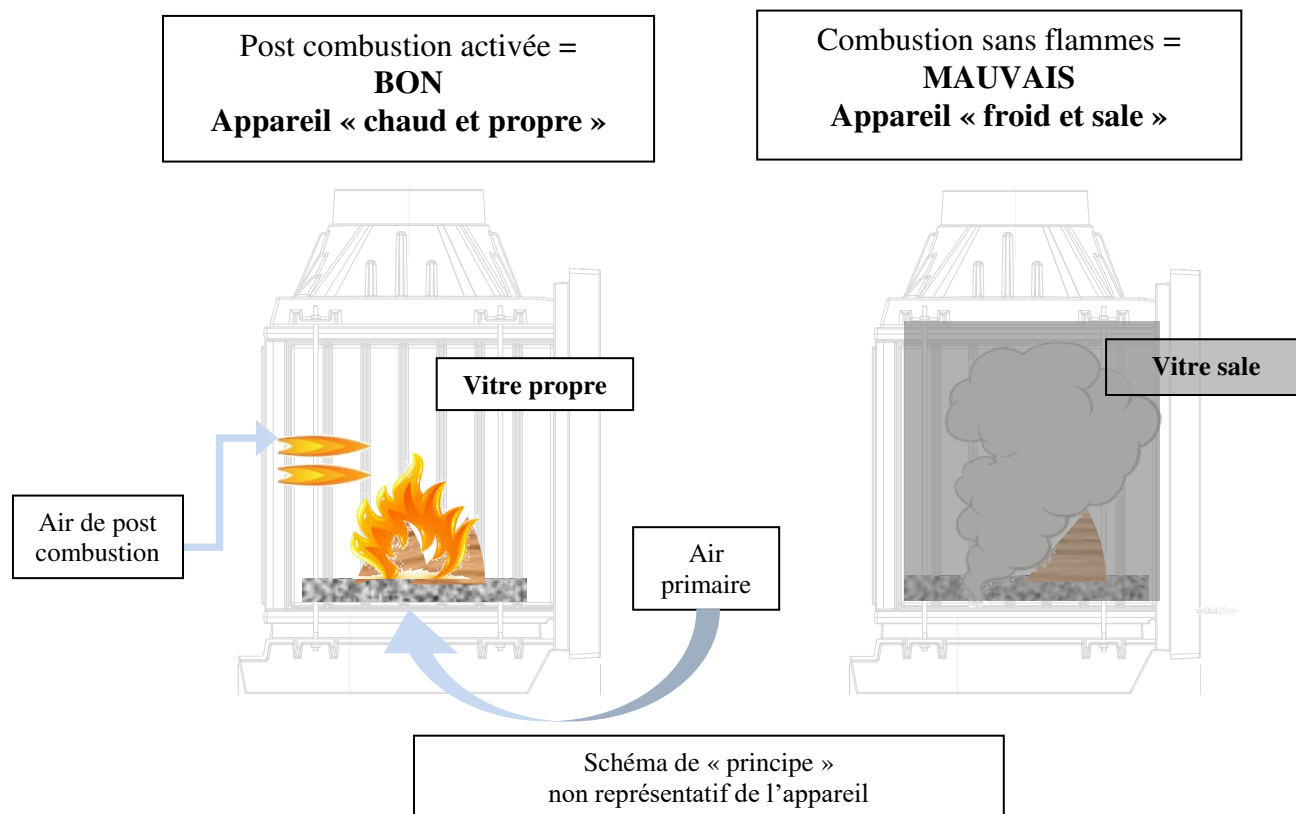 Post combustion activée =
BON
Appareil « chaud et propre »
Combustion sans flammes =
MAUVAIS
Appareil « froid et sale »
Vitre propre
Vitre sale
Air de post
combustion
Air
primaire
Schéma de « principe »
non représentatif de l’appareil